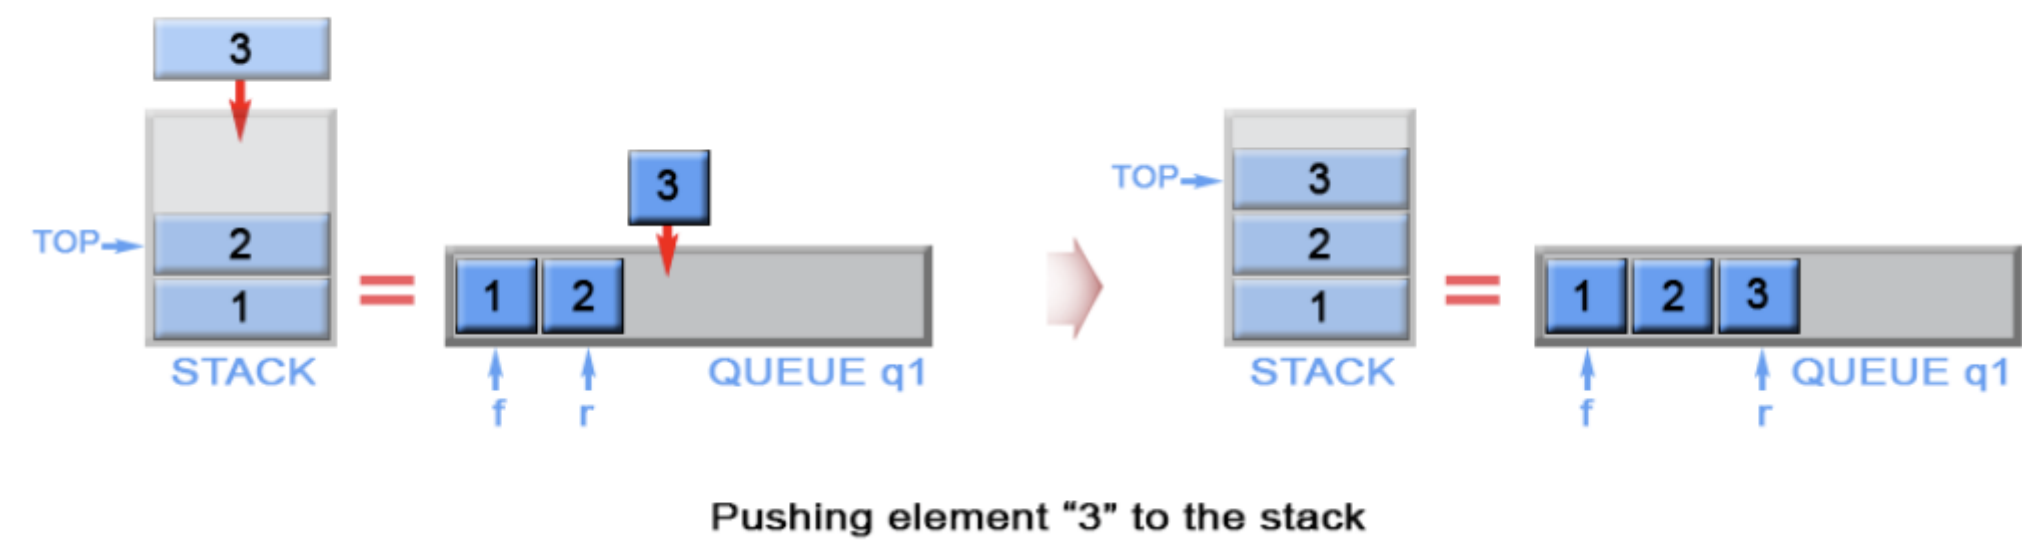 3
TOP
2
1
STACK
3
1
2
QUEUE q1
f
r
TOP
3
2
1
STACK
1
2
3
QUEUE q1
f
r
Pushing element “3” to the stack